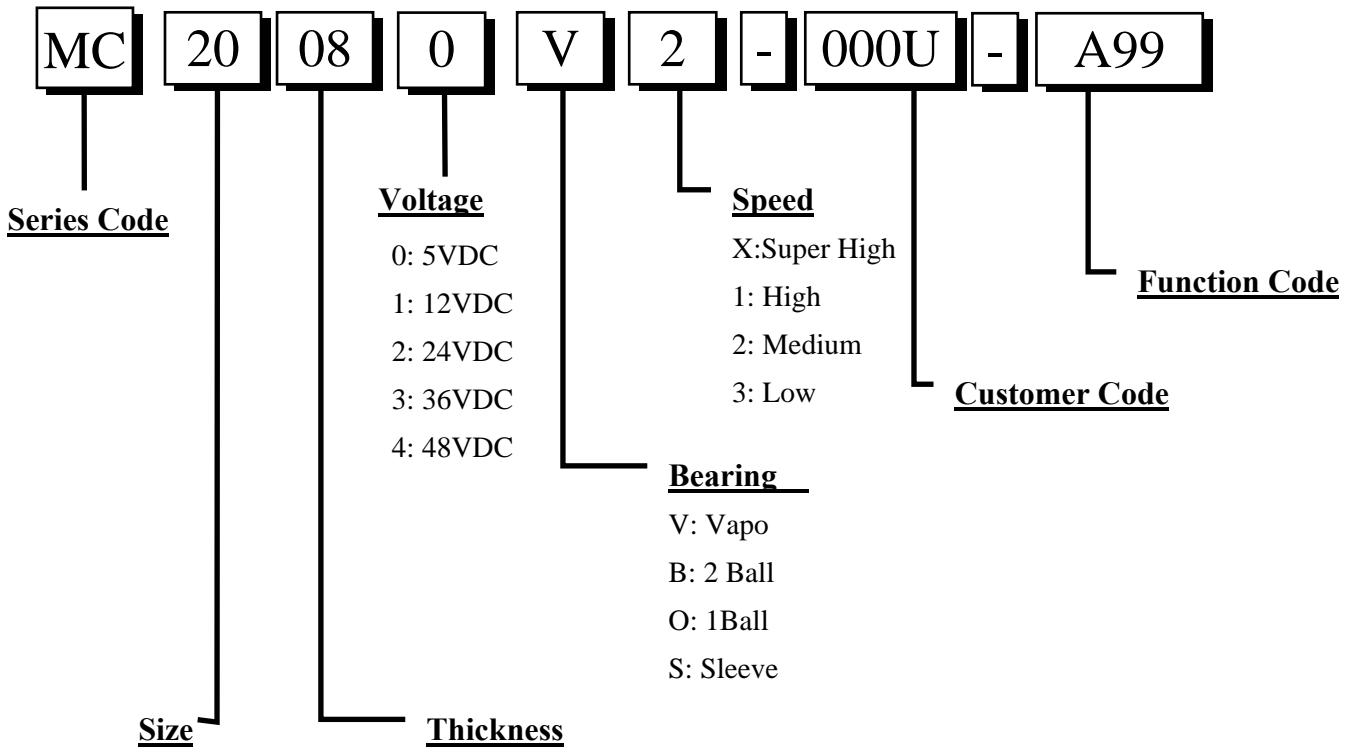 MC 20 08 0 V 2 - 000U - A99
Series Code
Voltage
0: 5VDC
1: 12VDC
2: 24VDC
3: 36VDC
4: 48VDC
Speed
X:Super High
1: High
2: Medium
3: Low
Function Code
Customer Code
Bearing
V: Vapo
B: 2 Ball
O: 1Ball
S: Sleeve
Size
Thickness